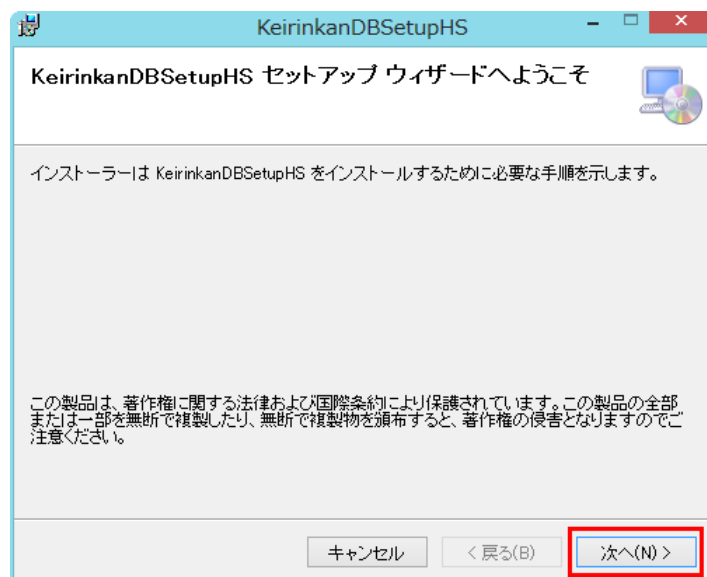 KeirinkanDBSetupHS
KeirinkanDBSetupHS セットアップ ウィザードへようこそ
インストーラーは KeirinkanDBSetupHS をインストールするために必要な手順を示します。
この製品は、著作権に関する法律および国際条約により保護されています。この製品の全部
または一部を無断で複製したり、無断で複製物を頒布すると、著作権の侵害となりますのでご
注意ください。
キャンセル < 戻る(B) 次へ(N) >